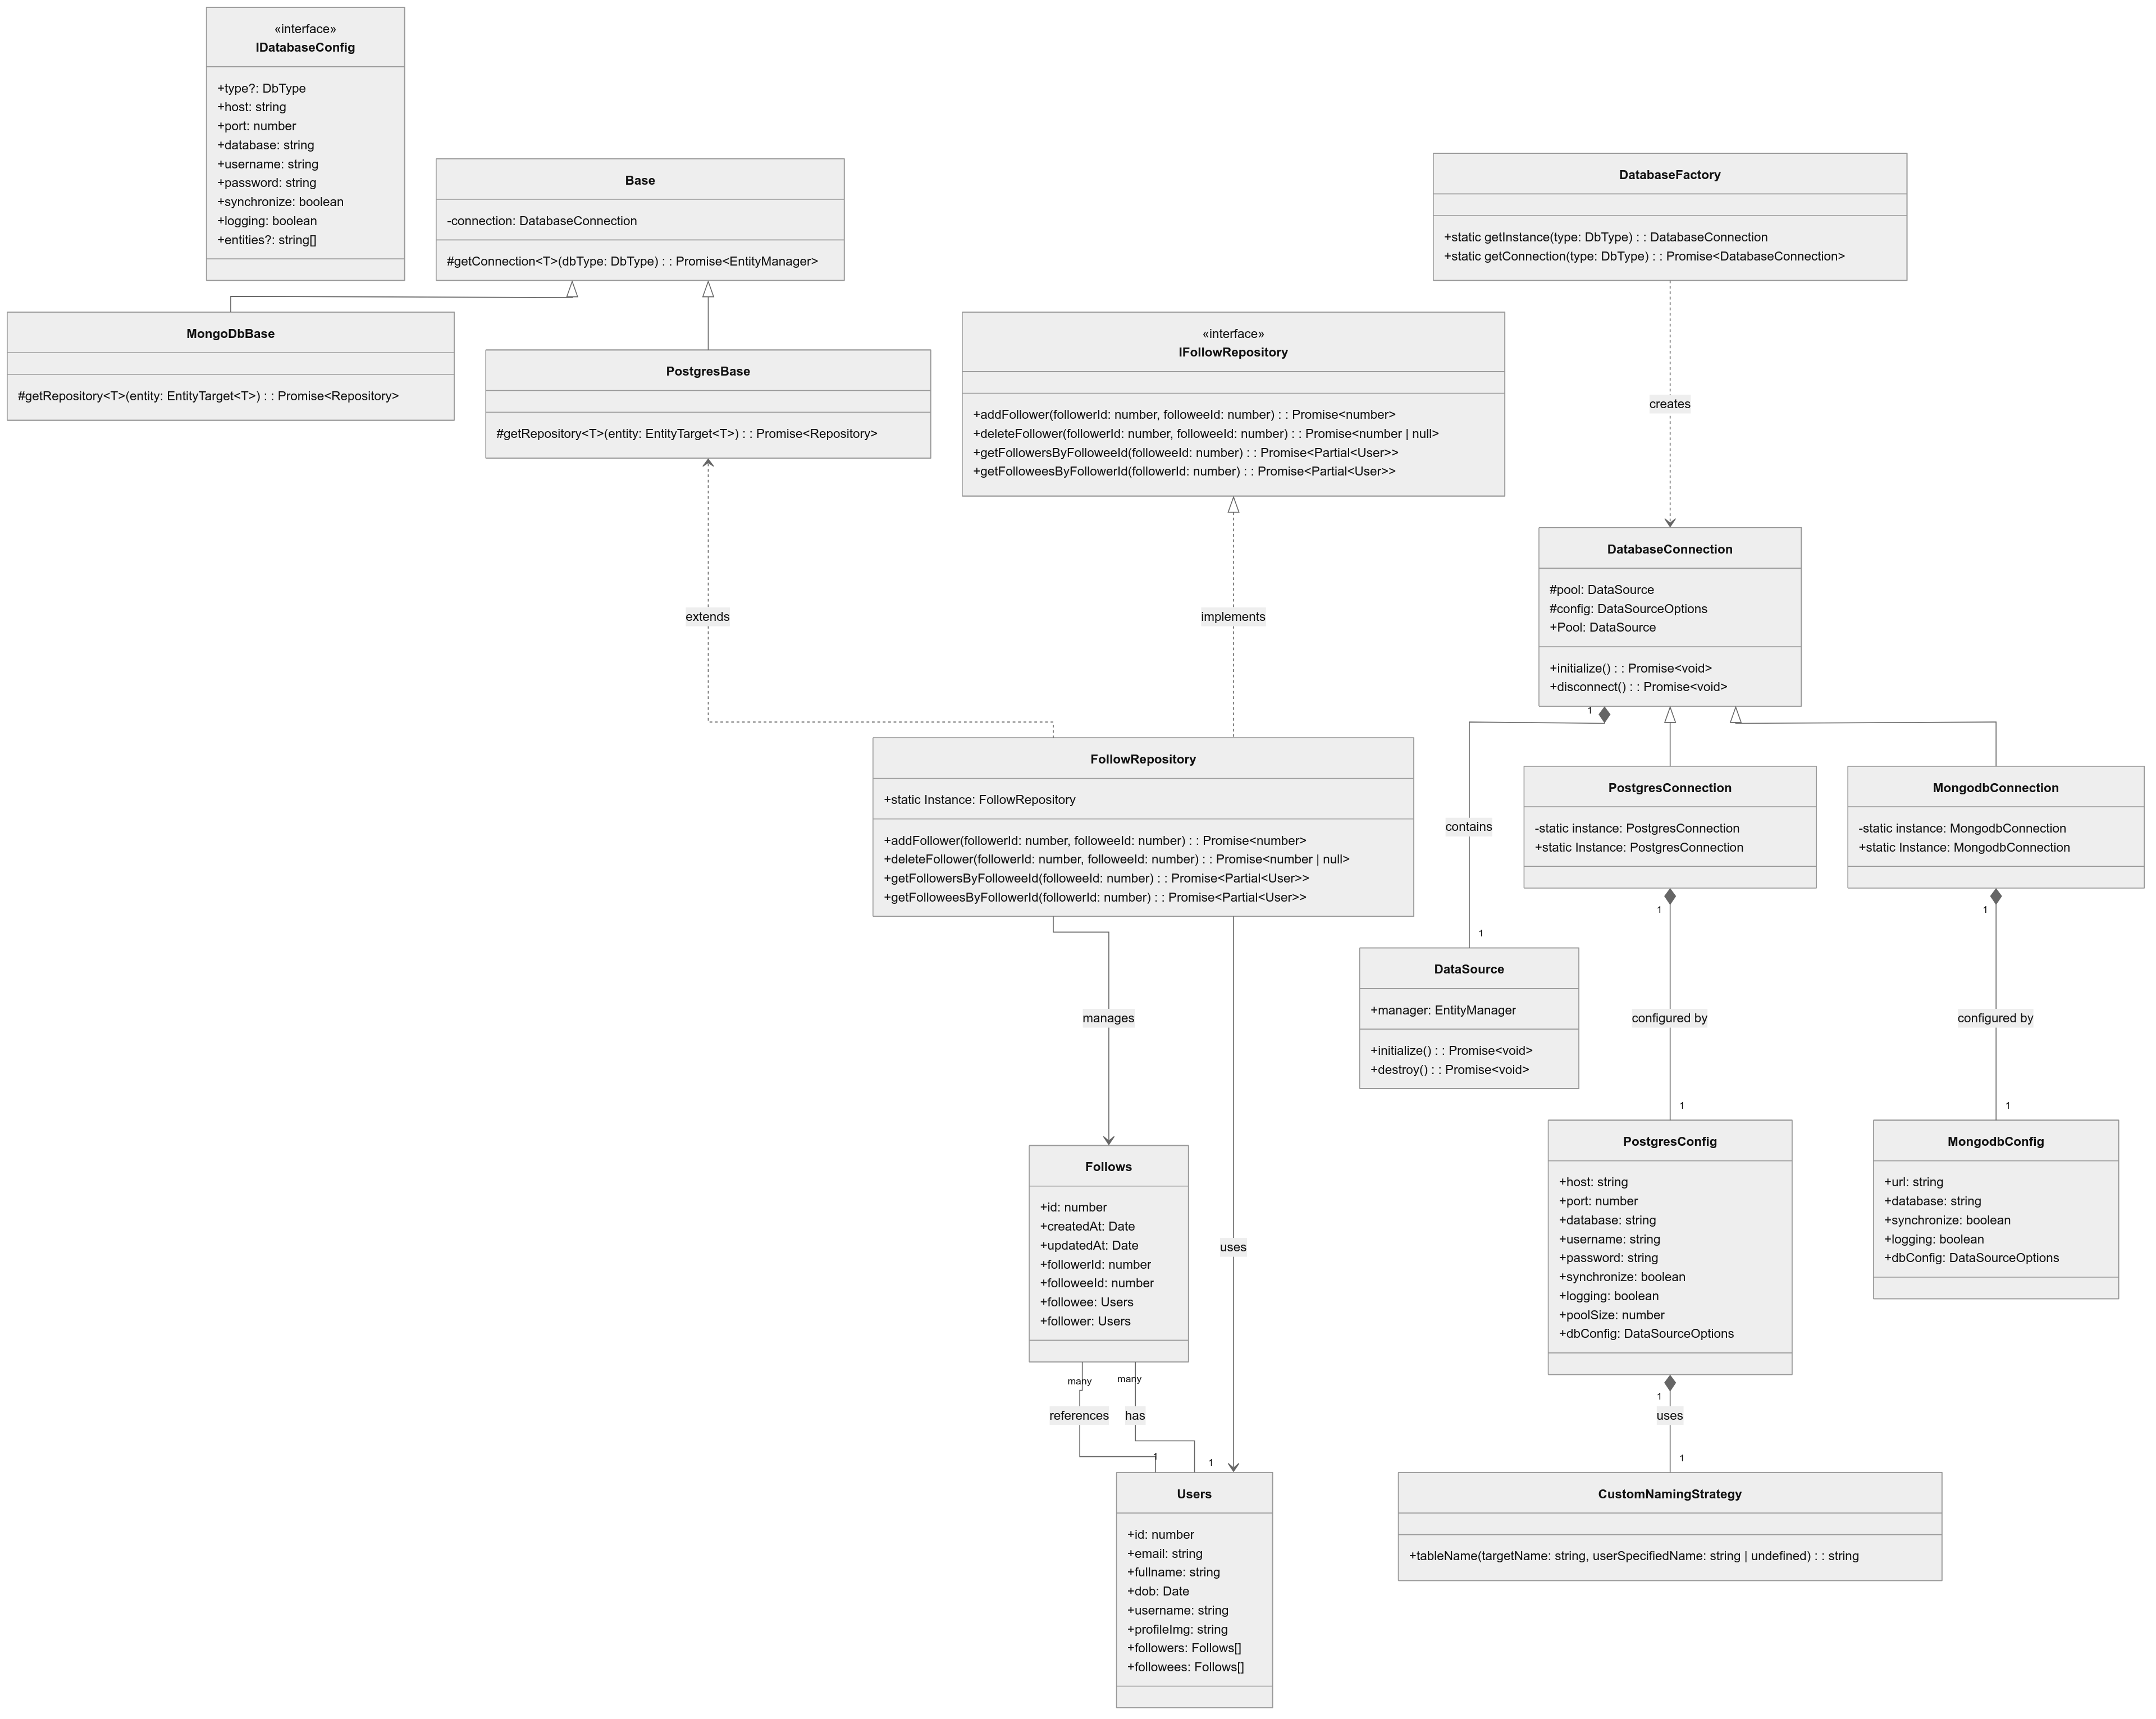 «interface»
IDatabaseConfig
+type?: DbType
+host: string
+port: number
+database: string
+username: string
+password: string
+synchronize: boolean
+logging: boolean
+entities?: string[]
Base
-connection: DatabaseConnection
#getConnection<T>(dbType: DbType) : : Promise<EntityManager>
DatabaseFactory
+static getInstance(type: DbType) : : DatabaseConnection
+static getConnection(type: DbType) : : Promise<DatabaseConnection>
MongoDbBase
#getRepository<T>(entity: EntityTarget<T>) : : Promise<Repository>
PostgresBase
#getRepository<T>(entity: EntityTarget<T>) : : Promise<Repository>
«interface»
IFollowRepository
+addFollower(followerId: number, followeeId: number) : : Promise<number>
+deleteFollower(followerId: number, followeeId: number) : : Promise<number | null>
+getFollowersByFolloweeId(followeeId: number) : : Promise<Partial<User>>
+getFolloweesByFollowerId(followerId: number) : : Promise<Partial<User>>
creates
DatabaseConnection
#pool: DataSource
#config: DataSourceOptions
+Pool: DataSource
+initialize() : : Promise<void>
+disconnect() : : Promise<void>
extends
implements
1
FollowRepository
+static Instance: FollowRepository
+addFollower(followerId: number, followeeId: number) : : Promise<number>
+deleteFollower(followerId: number, followeeId: number) : : Promise<number | null>
+getFollowersByFolloweeId(followeeId: number) : : Promise<Partial<User>>
+getFolloweesByFollowerId(followerId: number) : : Promise<Partial<User>>
contains
1
PostgresConnection
-static instance: PostgresConnection
+static Instance: PostgresConnection
1
MongodbConnection
-static instance: MongodbConnection
+static Instance: MongodbConnection
1
DataSource
+manager: EntityManager
+initialize() : : Promise<void>
+destroy() : : Promise<void>
manages
configured by
configured by
1
1
Follows
+id: number
+createdAt: Date
+updatedAt: Date
+followerId: number
+followeeId: number
+followee: Users
+follower: Users
uses
PostgresConfig
+host: string
+port: number
+database: string
+username: string
+password: string
+synchronize: boolean
+logging: boolean
+poolSize: number
+dbConfig: DataSourceOptions
MongodbConfig
+url: string
+database: string
+synchronize: boolean
+logging: boolean
+dbConfig: DataSourceOptions
many
many
1
references
has
uses
1
1
1
Users
+id: number
+email: string
+fullname: string
+dob: Date
+username: string
+profileImg: string
+followers: Follows[]
+followees: Follows[]
CustomNamingStrategy
+tableName(targetName: string, userSpecifiedName: string | undefined) : : string